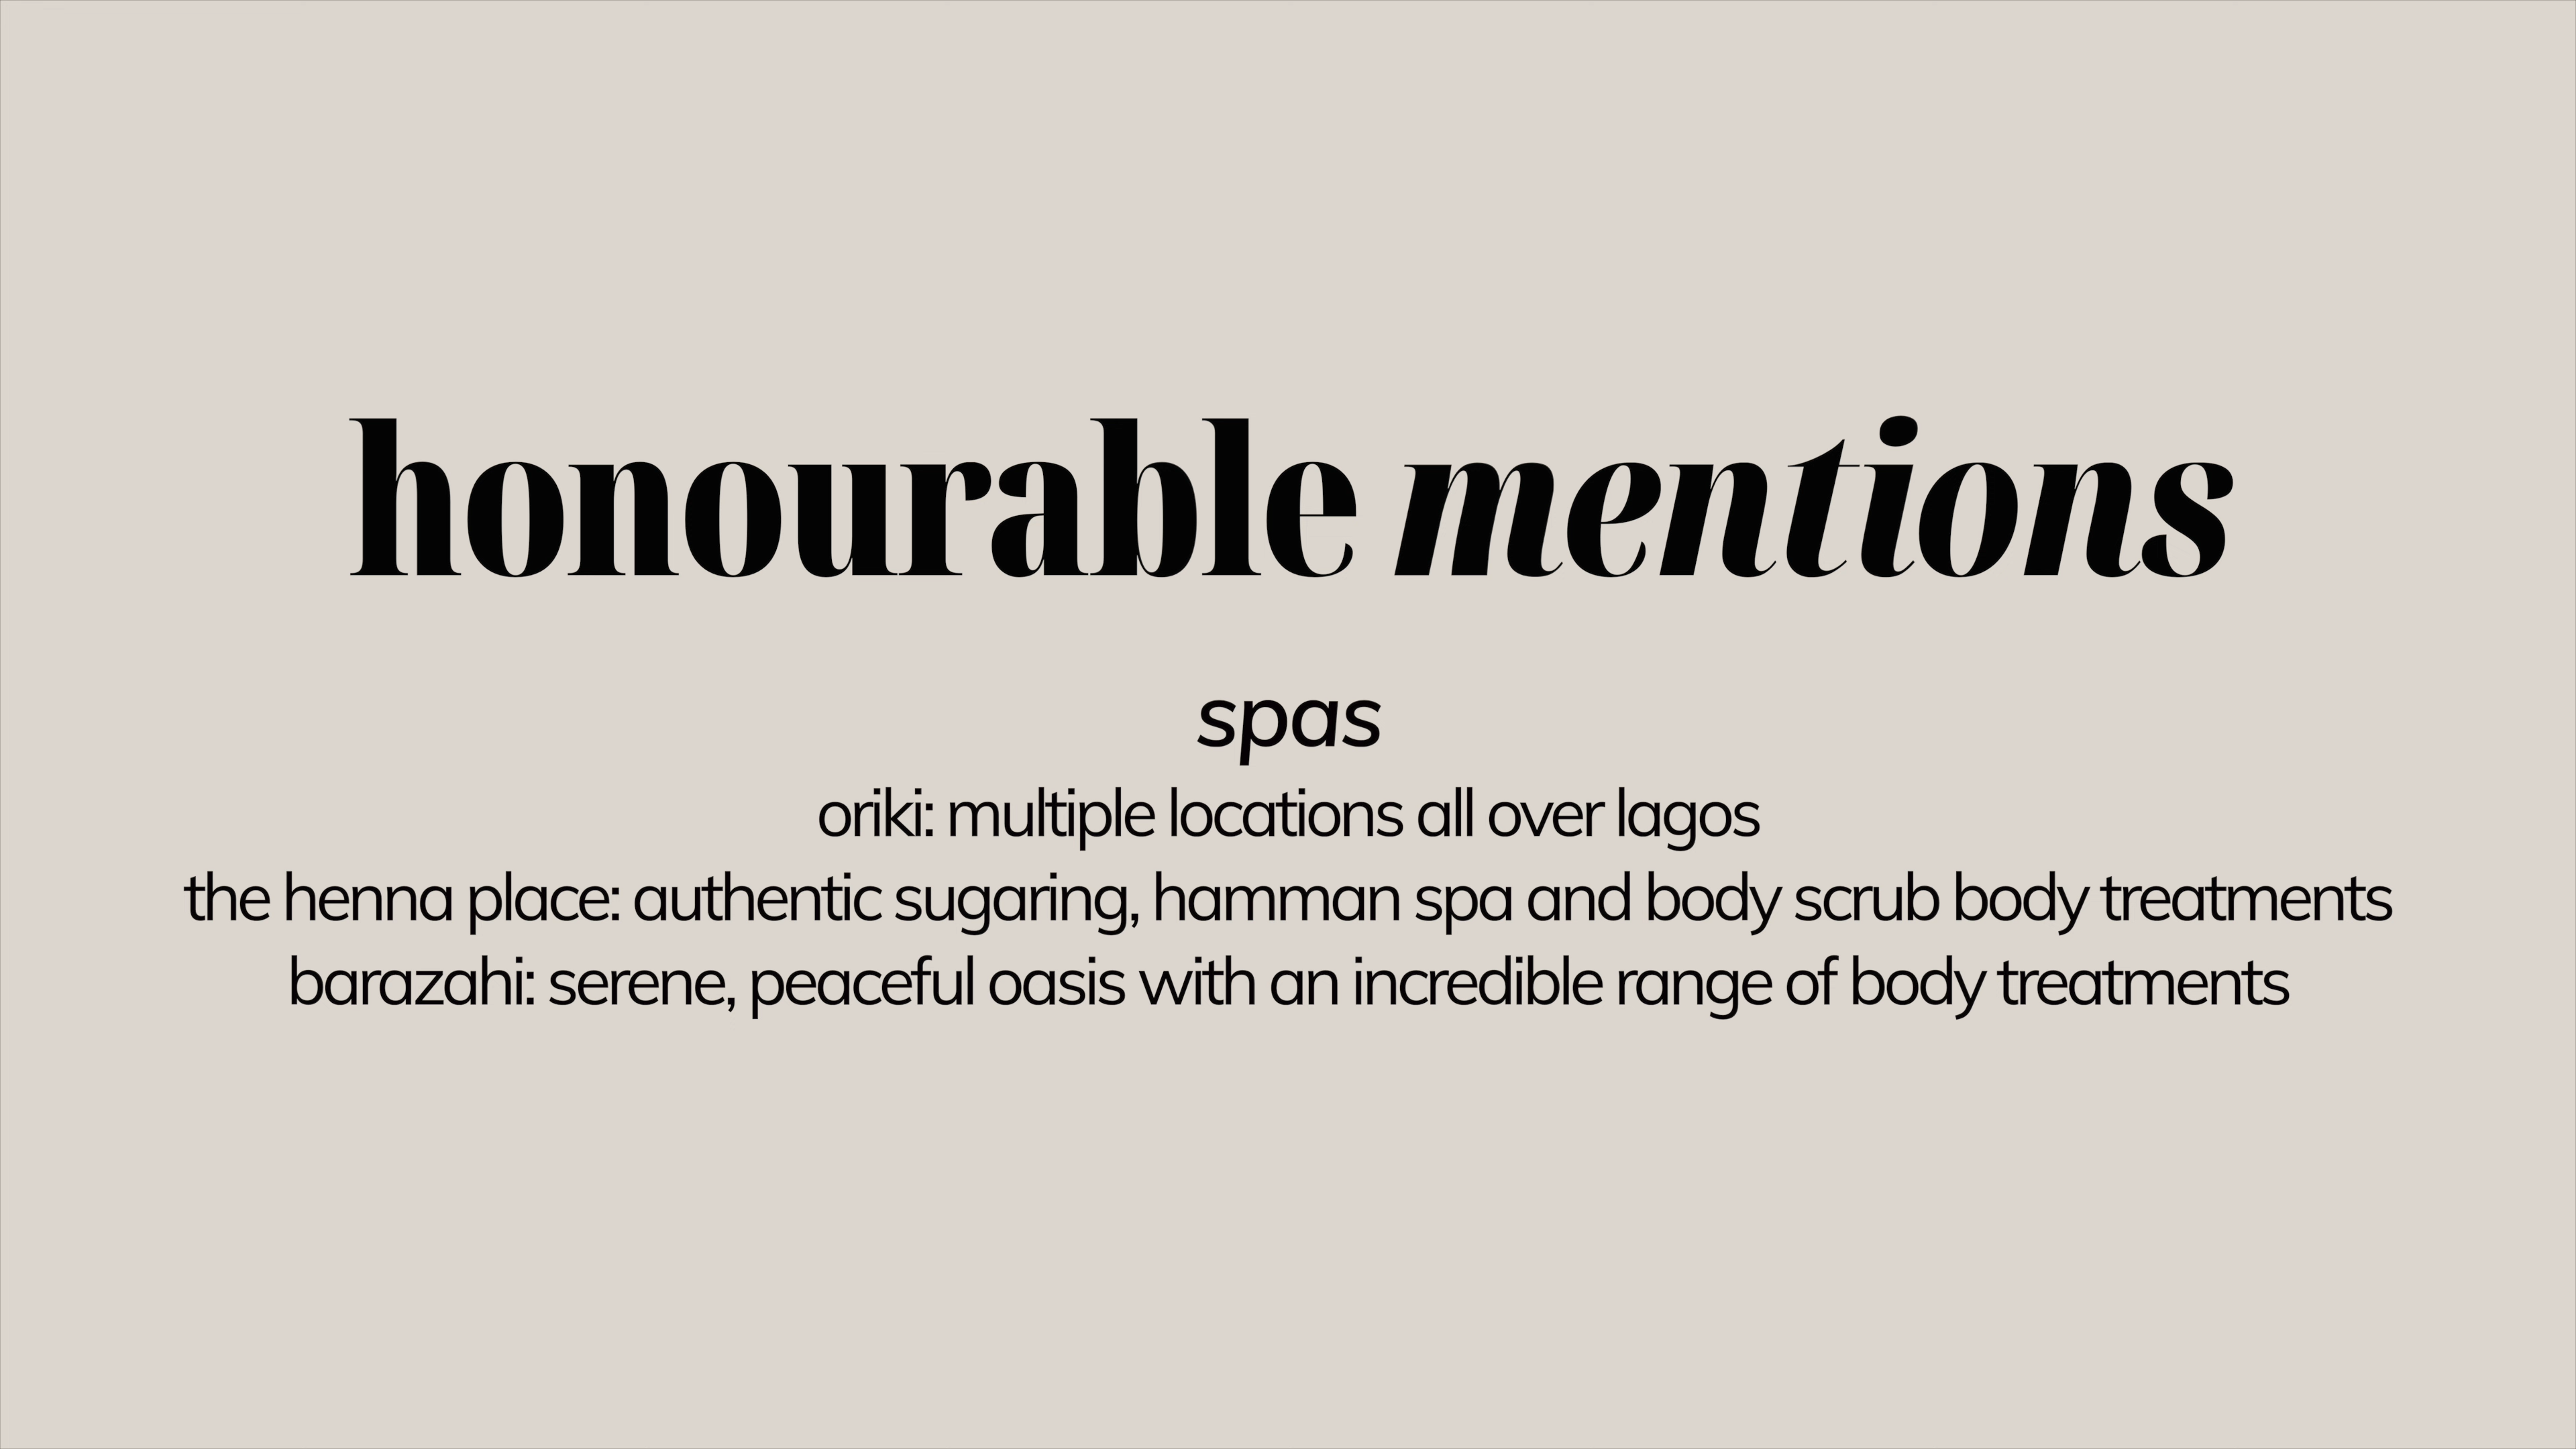 honourable mentions
spas
oriki: multiple locations all over lagos
the henna place: authentic sugaring, hamman spa and body scrub body treatments
barazahi: serene, peaceful oasis with an incredible range of body treatments